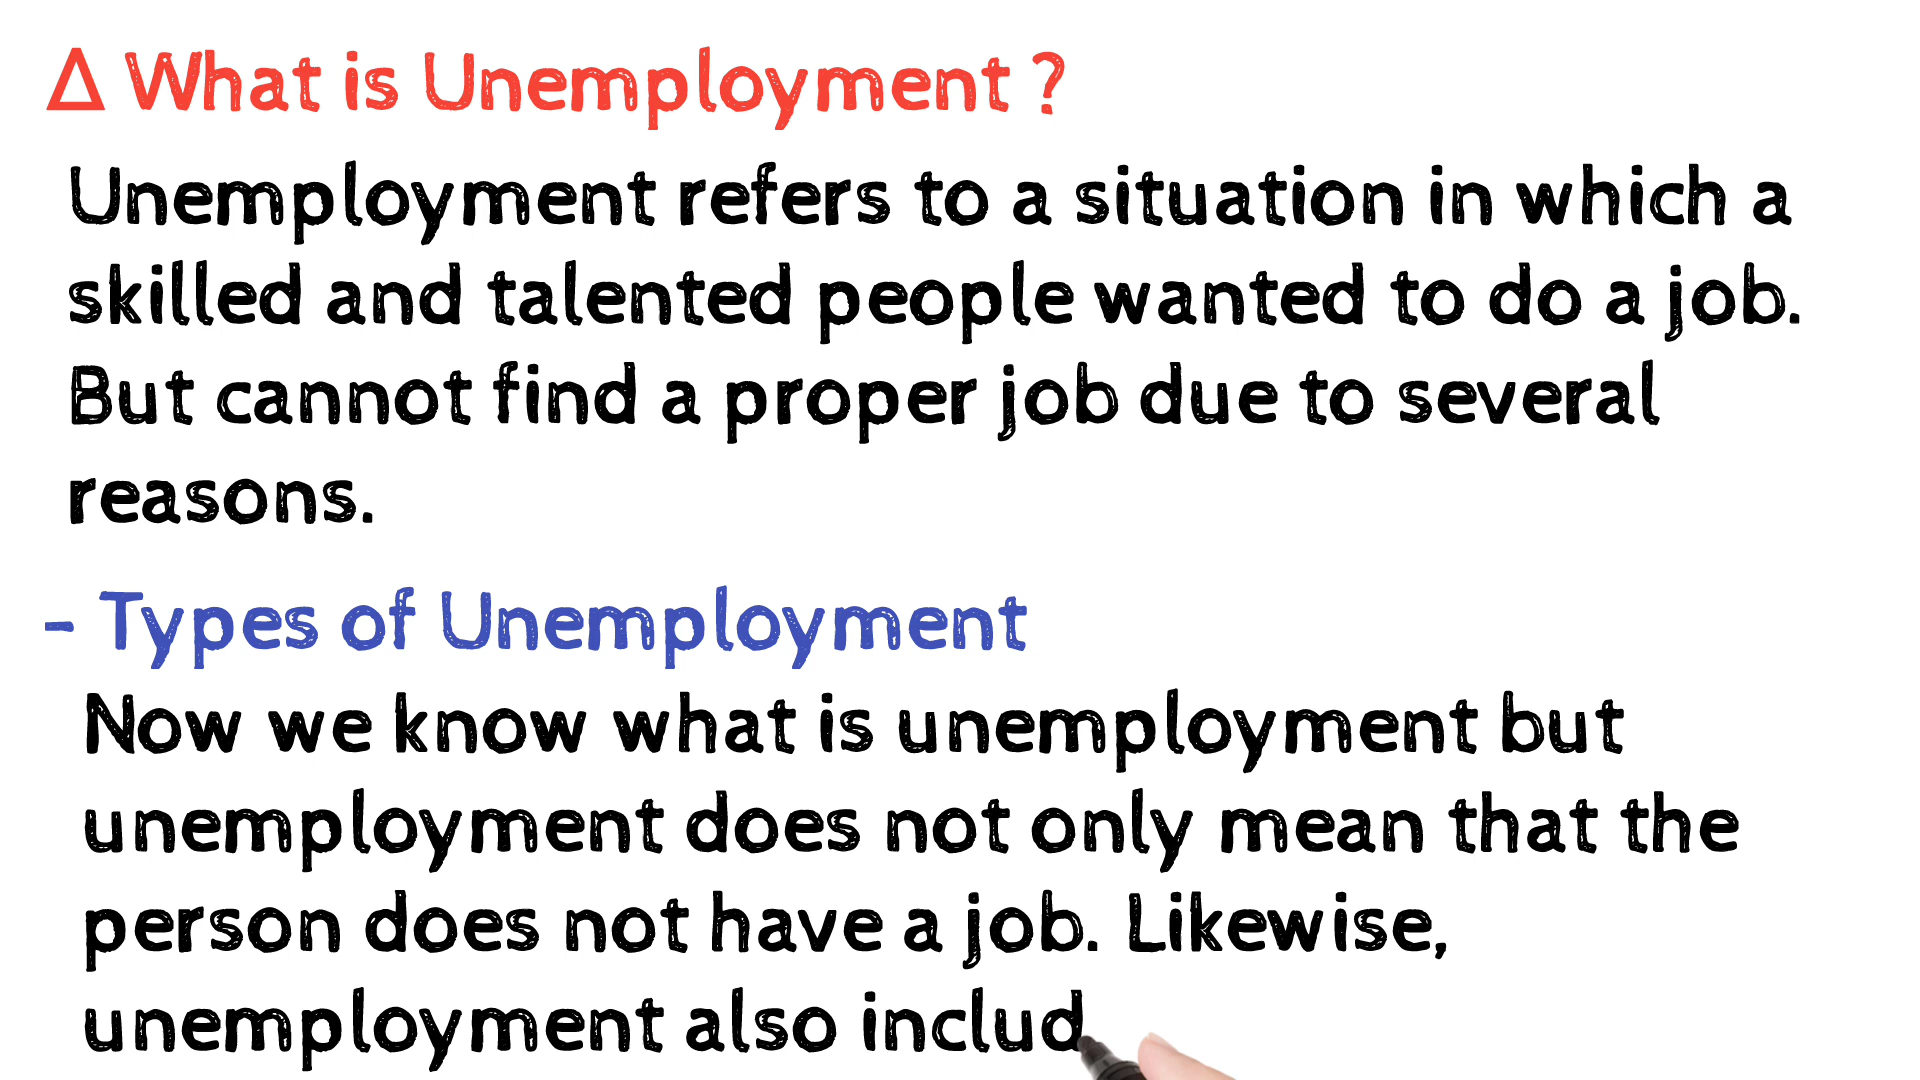 Δ What is Unemployment ?
Unemployment refers to a situation in which a
skilled and talented people wanted to do a job.
But cannot find a proper job due to several
reasons.
- Types of Unemployment
Now we know what is unemployment but
unemployment does not only mean that the
person does not have a job. Likewise,
unemployment also includ